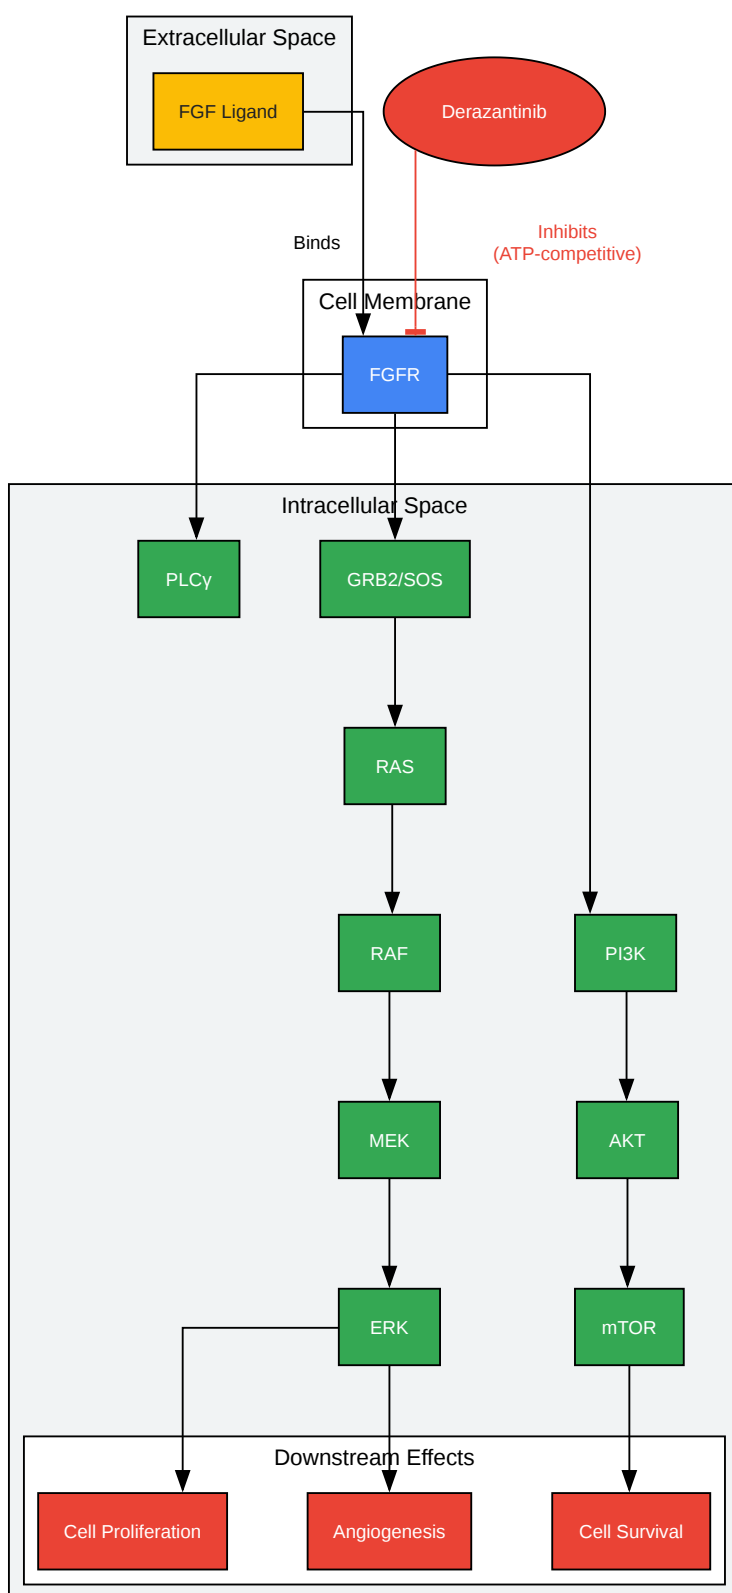 Extracellular Space
FGF Ligand
Derazantinib
Binds
Inhibits
(ATP-competitive)
Cell Membrane
FGFR
Intracellular Space
PLCγ
GRB2/SOS
RAS
RAF
PI3K
MEK
AKT
ERK
mTOR
Downstream Effects
Cell Proliferation
Angiogenesis
Cell Survival